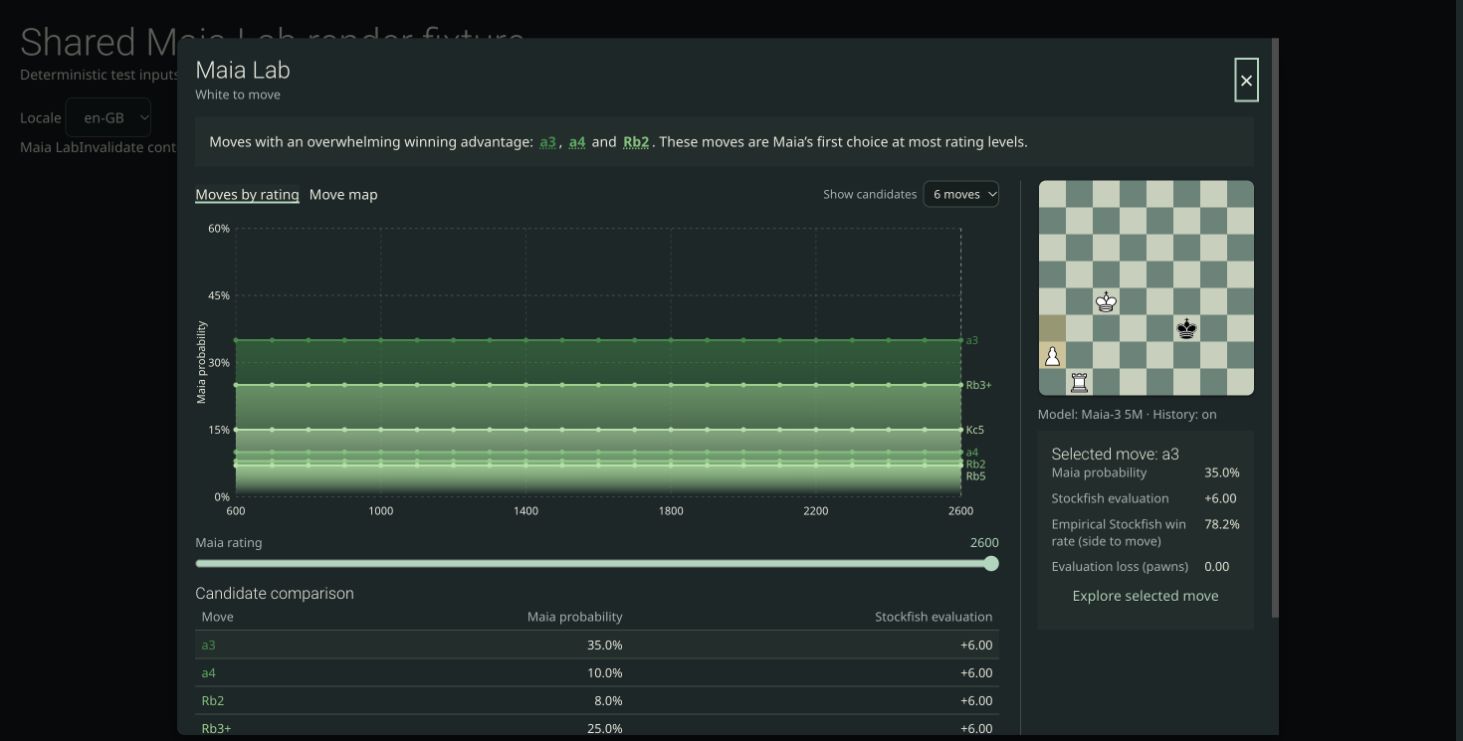 Shared Maia Lab render fixture
Deterministic test inputs
Locale en-GB
Maia LabInvalidate cont
Maia Lab
White to move
×
Moves with an overwhelming winning advantage: a3, a4 and Rb2. These moves are Maia’s first choice at most rating levels.
Moves by rating Move map
Show candidates 6 moves
Maia probability
60%
45%
30%
15%
0%
600 1000 1400 1800 2200 2600
a3
Rb3+
Kc5
a4
Rb2
Rb5
Maia rating 2600
Candidate comparison
Move Maia probability Stockfish evaluation
a3 35.0% +6.00
a4 10.0% +6.00
Rb2 8.0% +6.00
Rb3+ 25.0% +6.00
Model: Maia-3 5M · History: on
Selected move: a3
Maia probability 35.0%
Stockfish evaluation +6.00
Empirical Stockfish win 78.2%
rate (side to move)
Evaluation loss (pawns) 0.00
Explore selected move